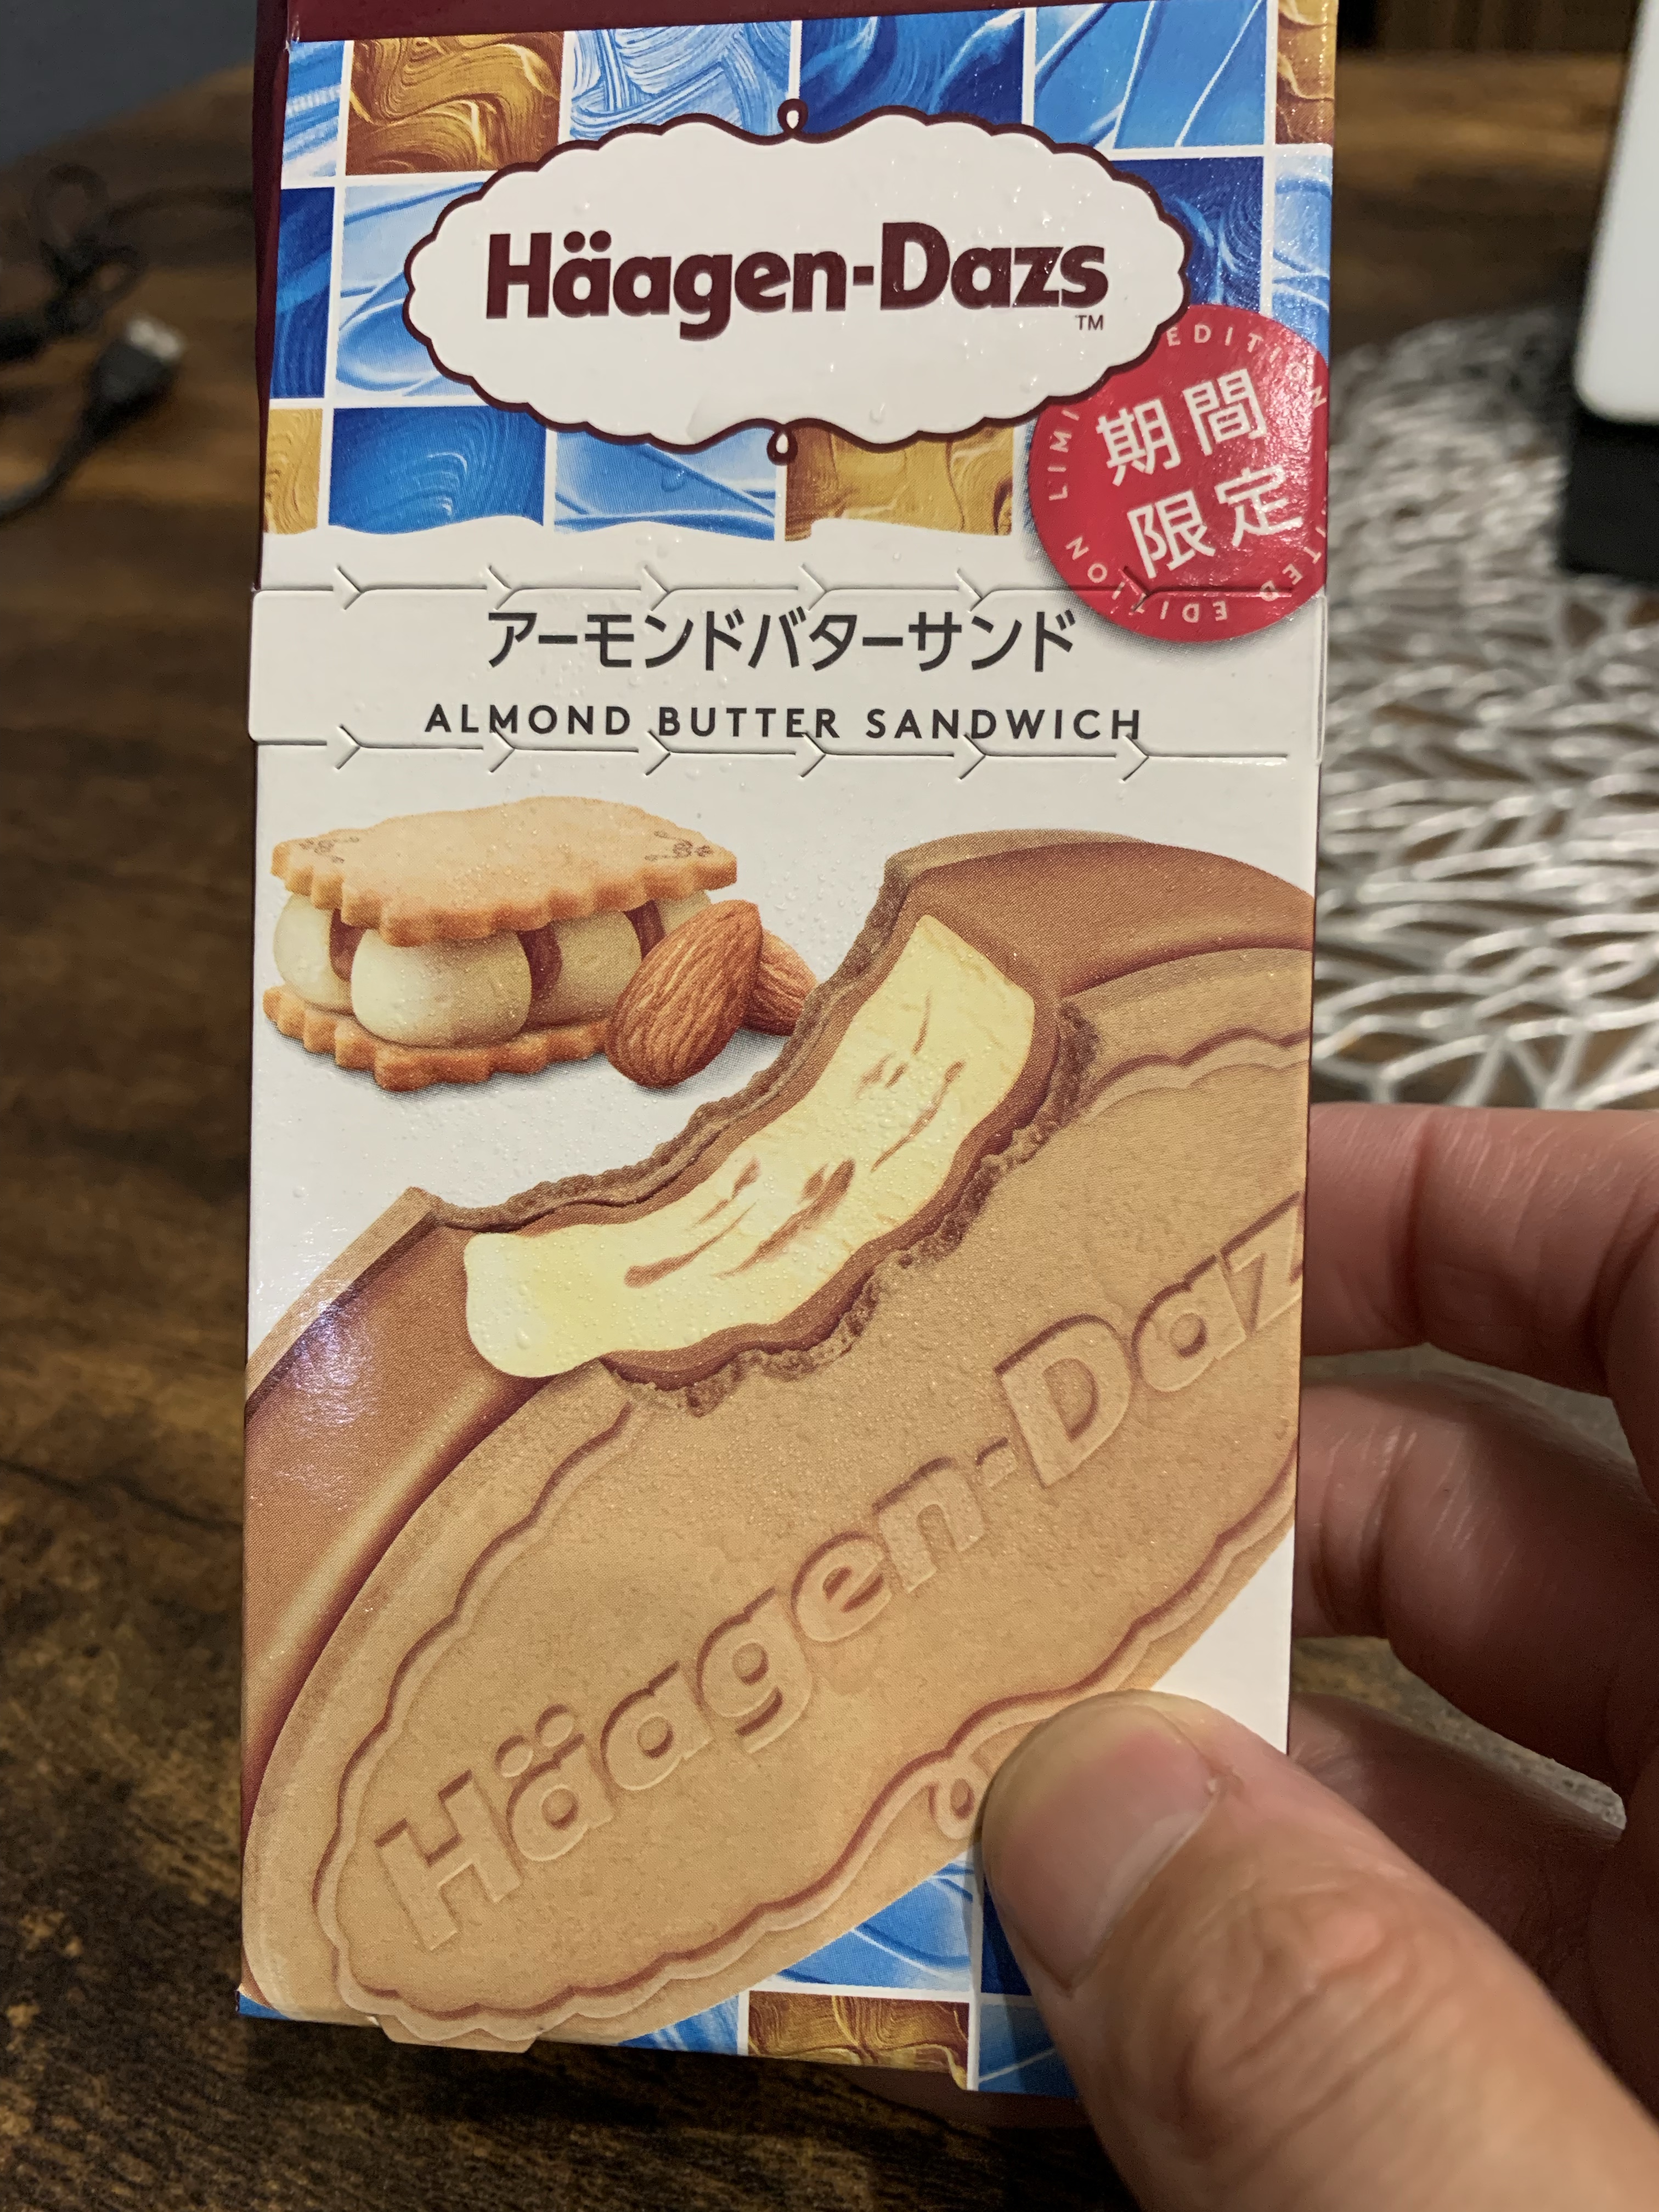 Häagen-Dazs
TM
LIMITED EDITION
期間
限定
LIMITED EDITION
アーモンドバターサンド
ALMOND BUTTER SANDWICH
Häagen-Daz